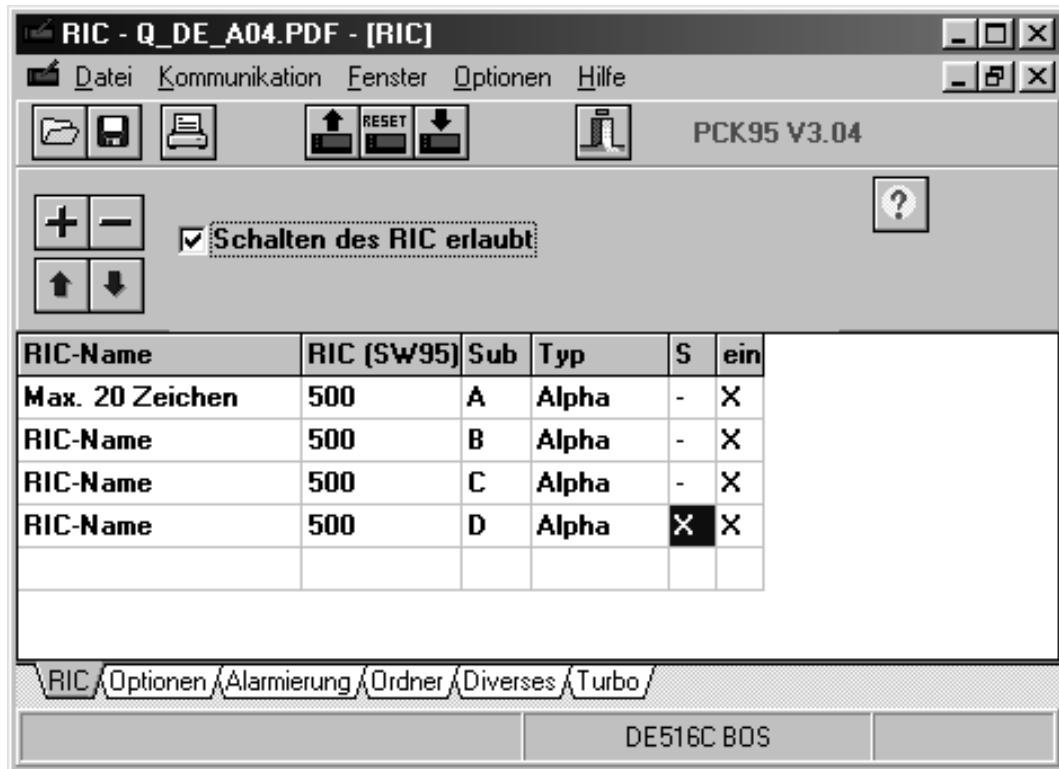 RIC - Q_DE_A04.PDF - [RIC]
Datei Kommunikation Fenster Optionen Hilfe
RESET PCK95 V3.04
?
Schalten des RIC erlaubt
RIC-Name RIC (SW95) Sub Typ S ein
Max. 20 Zeichen 500 A Alpha - X
RIC-Name 500 B Alpha - X
RIC-Name 500 C Alpha - X
RIC-Name 500 D Alpha X X
RIC Optionen Alarmierung Ordner Diverses Turbo
DE516C BOS